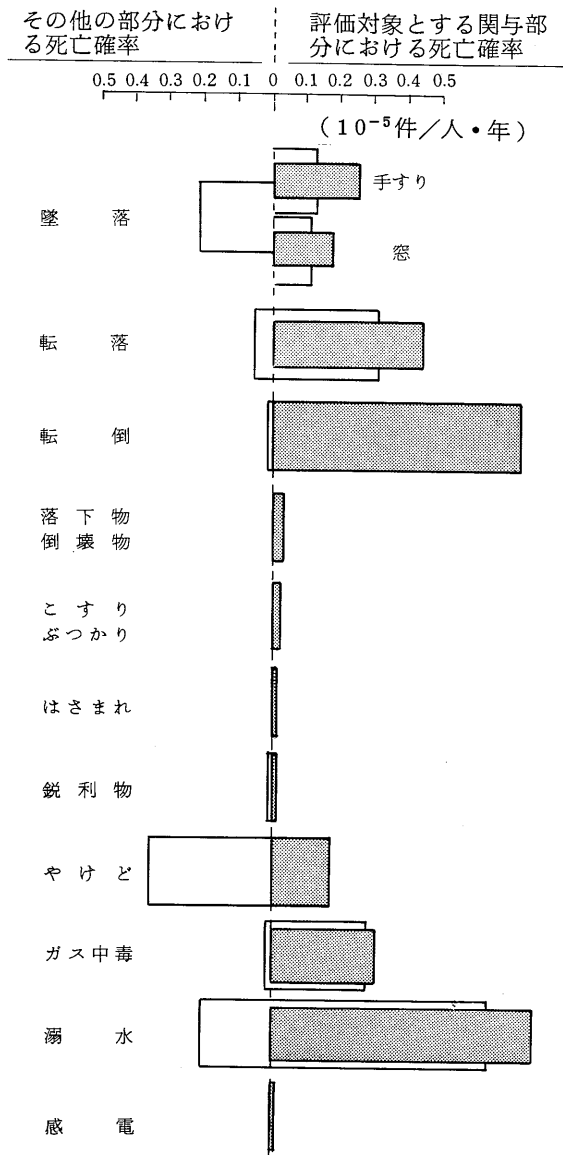 その他の部分におけ
る死亡確率
評価対象とする関与部
分における死亡確率
0.5 0.4 0.3 0.2 0.1 0 0.1 0.2 0.3 0.4 0.5
(10⁻⁵件/人・年)
手すり
墜落
窓
転落
転倒
落下物
倒壊物
こすり
ぶつかり
はさまれ
鋭利物
やけど
ガス中毒
溺水
感電